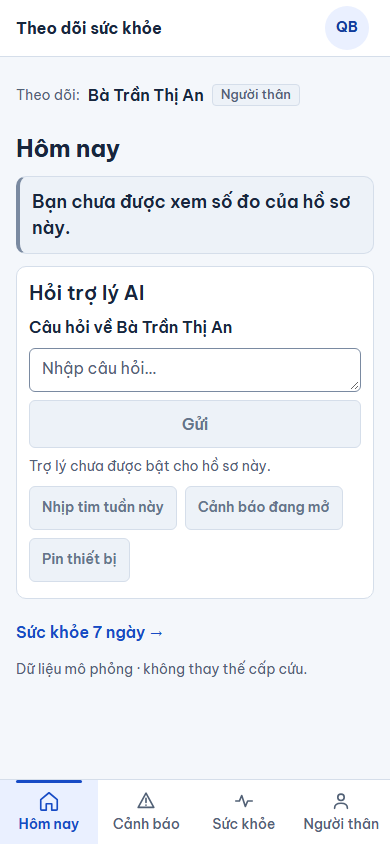 Theo dõi sức khỏe
QB
Theo dõi: Bà Trần Thị An Người thân
Hôm nay
Bạn chưa được xem số đo của hồ sơ
này.
Hỏi trợ lý AI
Câu hỏi về Bà Trần Thị An
Nhập câu hỏi...
Gửi
Trợ lý chưa được bật cho hồ sơ này.
Nhịp tim tuần này
Cảnh báo đang mở
Pin thiết bị
Sức khỏe 7 ngày →
Dữ liệu mô phỏng · không thay thế cấp cứu.
Hôm nay
Cảnh báo
Sức khỏe
Người thân